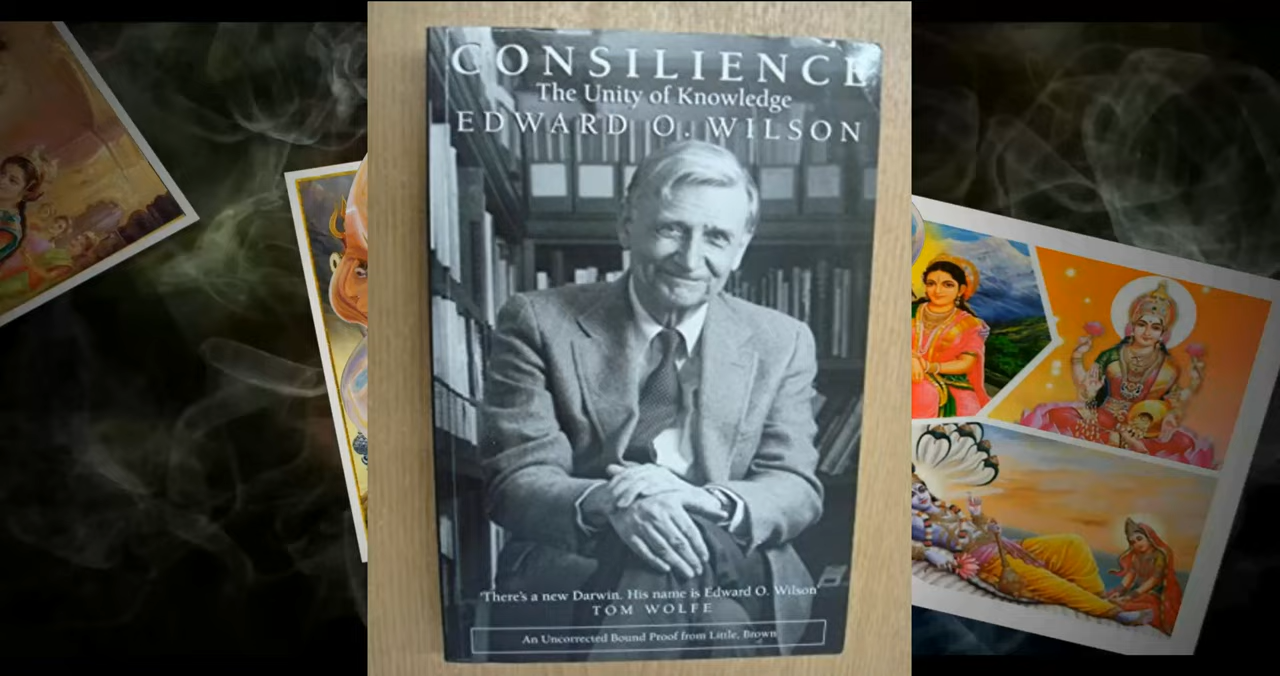 CONSILIENCE
The Unity of Knowledge
EDWARD O. WILSON
'There's a new Darwin. His name is Edward O. Wilson'
TOM WOLFE
An Uncorrected Bound Proof from Little, Brown